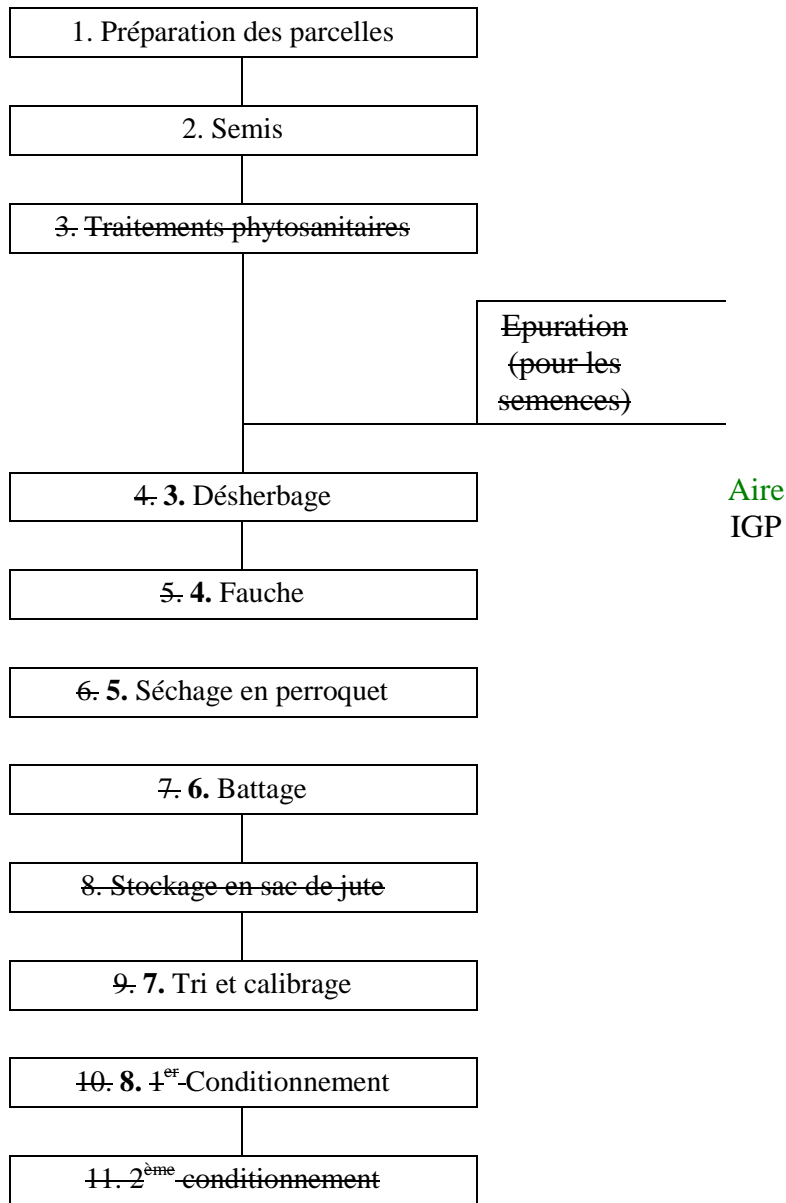 1. Préparation des parcelles
2. Semis
3. Traitements phytosanitaires
Epuration
(pour les
semences)
4. 3. Désherbage
Aire
IGP
5. 4. Fauche
6. 5. Séchage en perroquet
7. 6. Battage
8. Stockage en sac de jute
9. 7. Tri et calibrage
10. 8. 1er Conditionnement
11. 2ème conditionnement